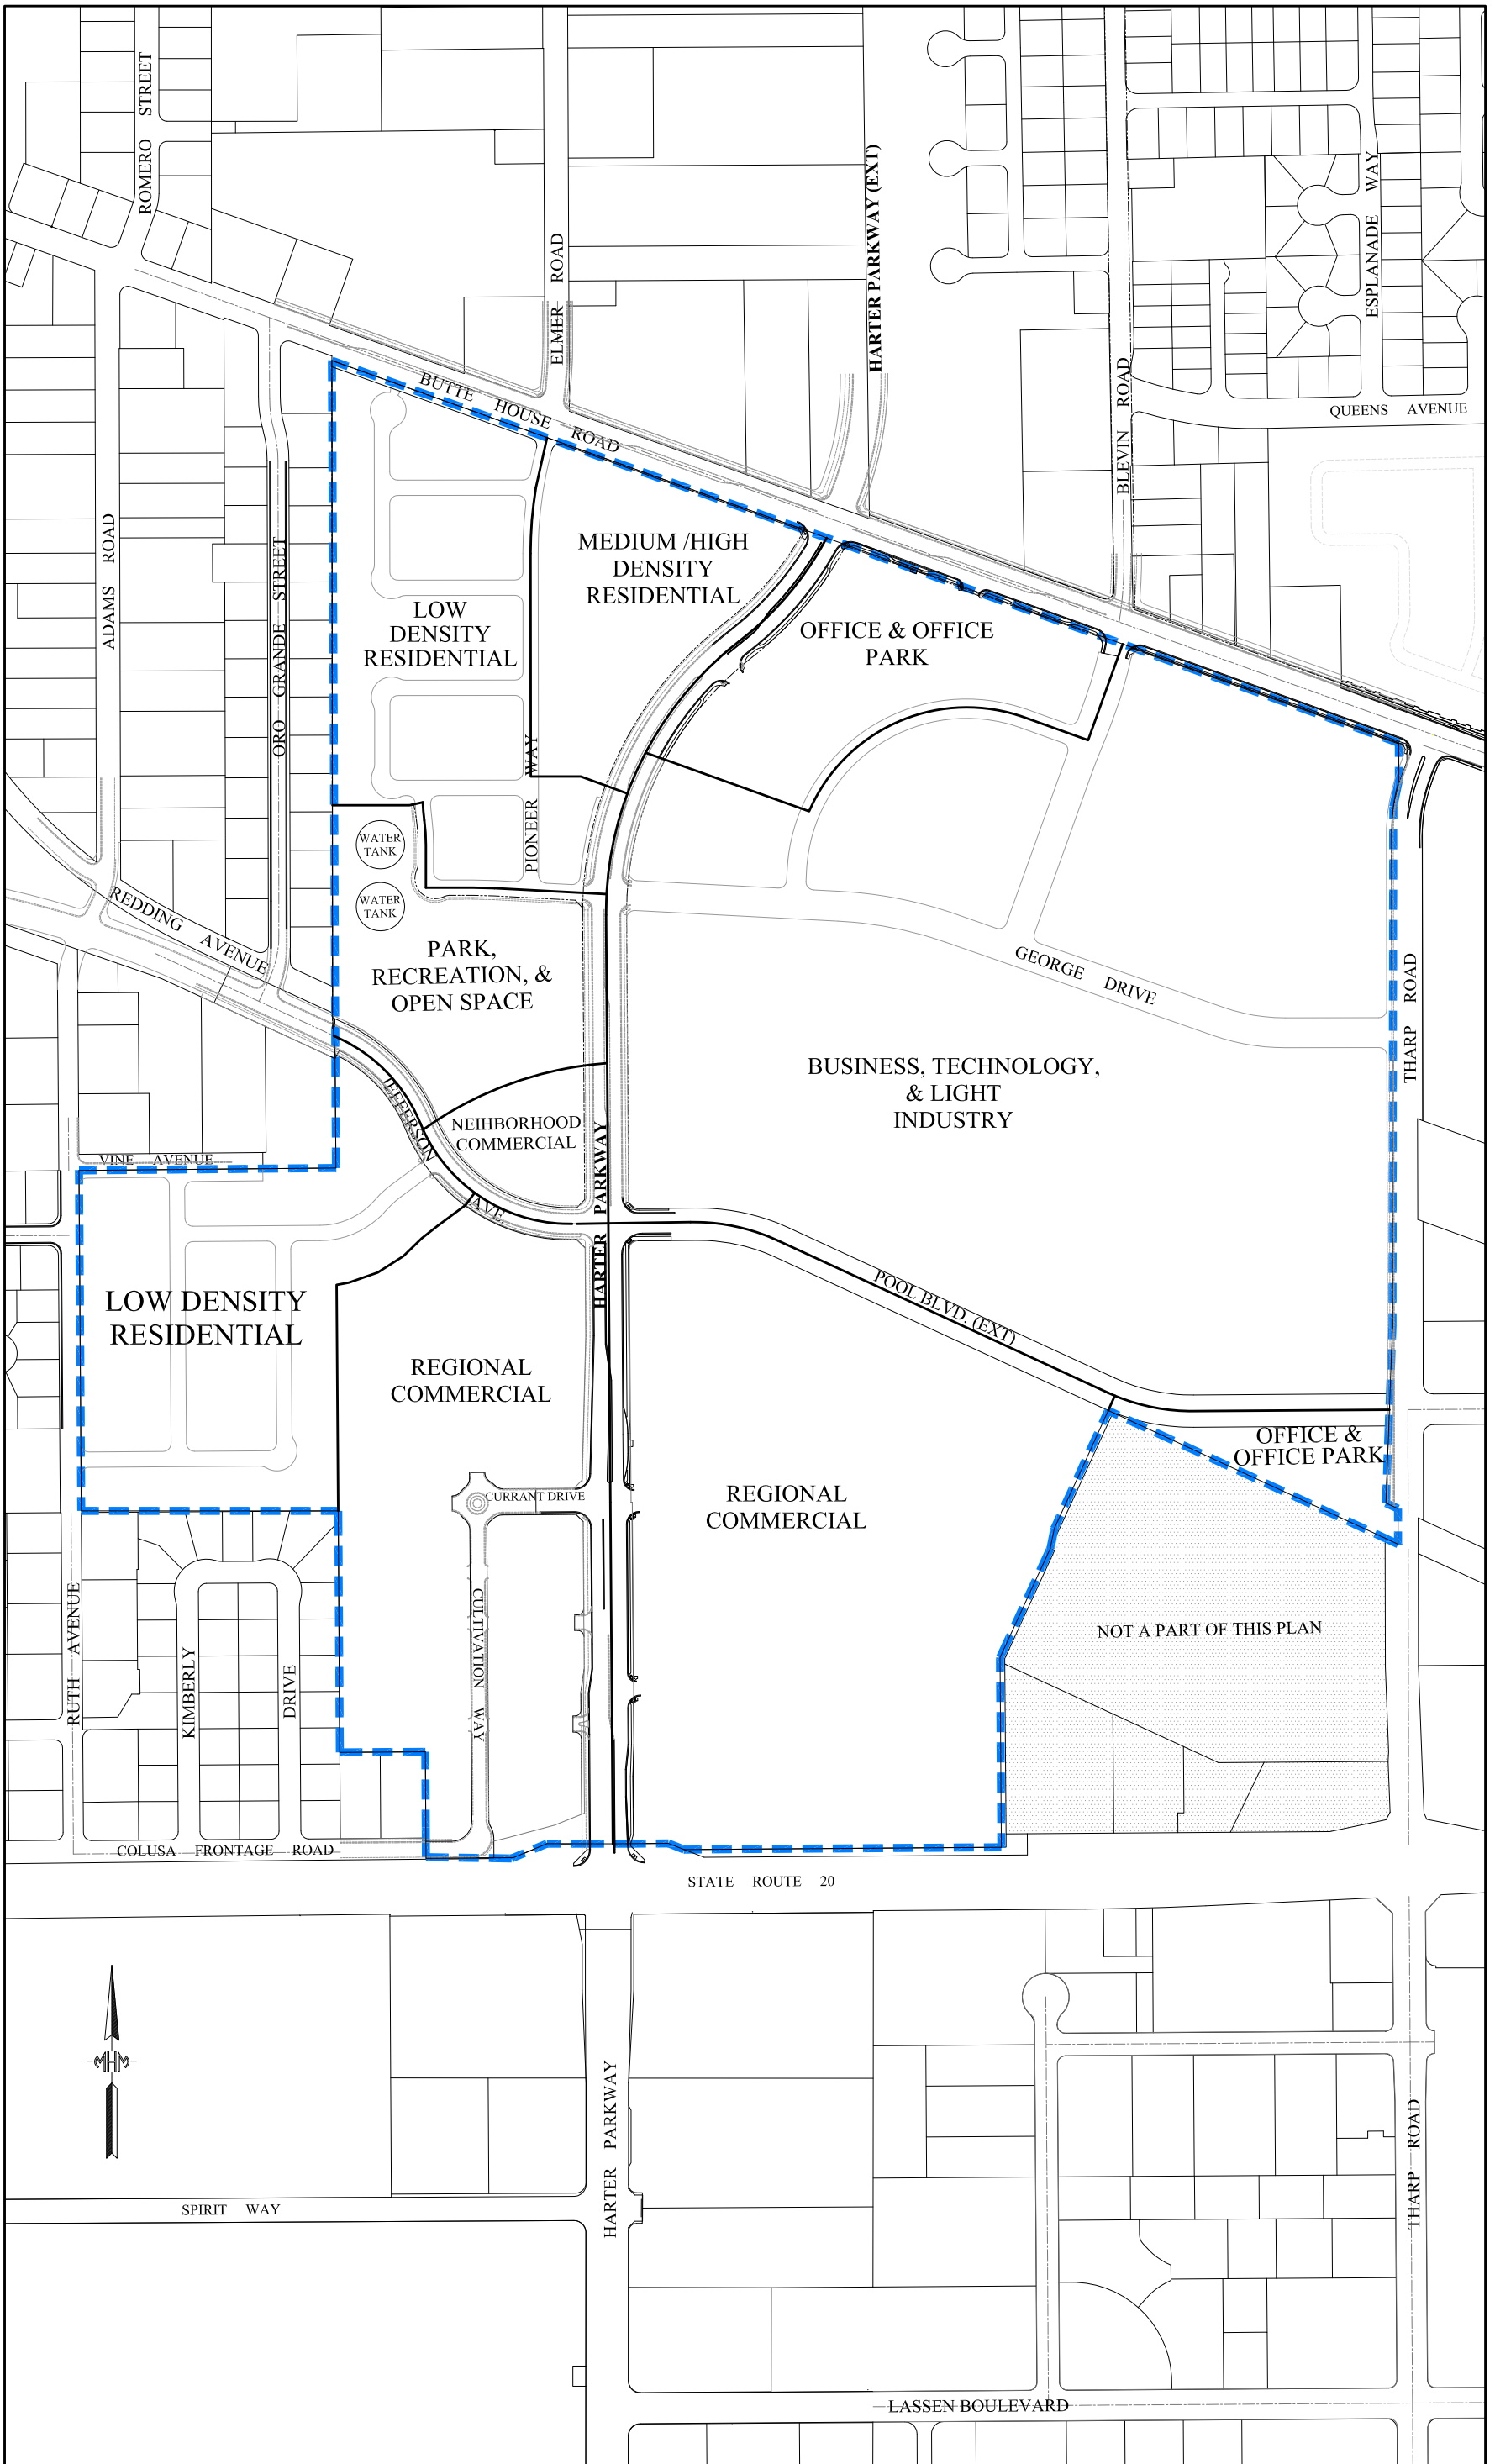 ROMERO STREET
ELMER ROAD
HARTER PARKWAY (EXT)
BLEVIN ROAD
ESPLANADE WAY
QUEENS AVENUE
BUTTE HOUSE ROAD
ADAMS ROAD
ORO GRANDE STREET
MEDIUM /HIGH
DENSITY
RESIDENTIAL
LOW
DENSITY
RESIDENTIAL
OFFICE & OFFICE
PARK
PIONEER WAY
WATER
TANK
WATER
TANK
REDDING AVENUE
PARK,
RECREATION, &
OPEN SPACE
GEORGE DRIVE
THARP ROAD
BUSINESS, TECHNOLOGY,
& LIGHT
INDUSTRY
JEFFERSON AVE.
NEIHBORHOOD
COMMERCIAL
HARTER PARKWAY
VINE AVENUE
LOW DENSITY
RESIDENTIAL
POOL BLVD. (EXT)
REGIONAL
COMMERCIAL
OFFICE &
OFFICE PARK
REGIONAL
COMMERCIAL
CURRANT DRIVE
CULTIVATION WAY
RUTH AVENUE
KIMBERLY DRIVE
NOT A PART OF THIS PLAN
COLUSA FRONTAGE ROAD
STATE ROUTE 20
MHM
HARTER PARKWAY
THARP ROAD
SPIRIT WAY
LASSEN BOULEVARD